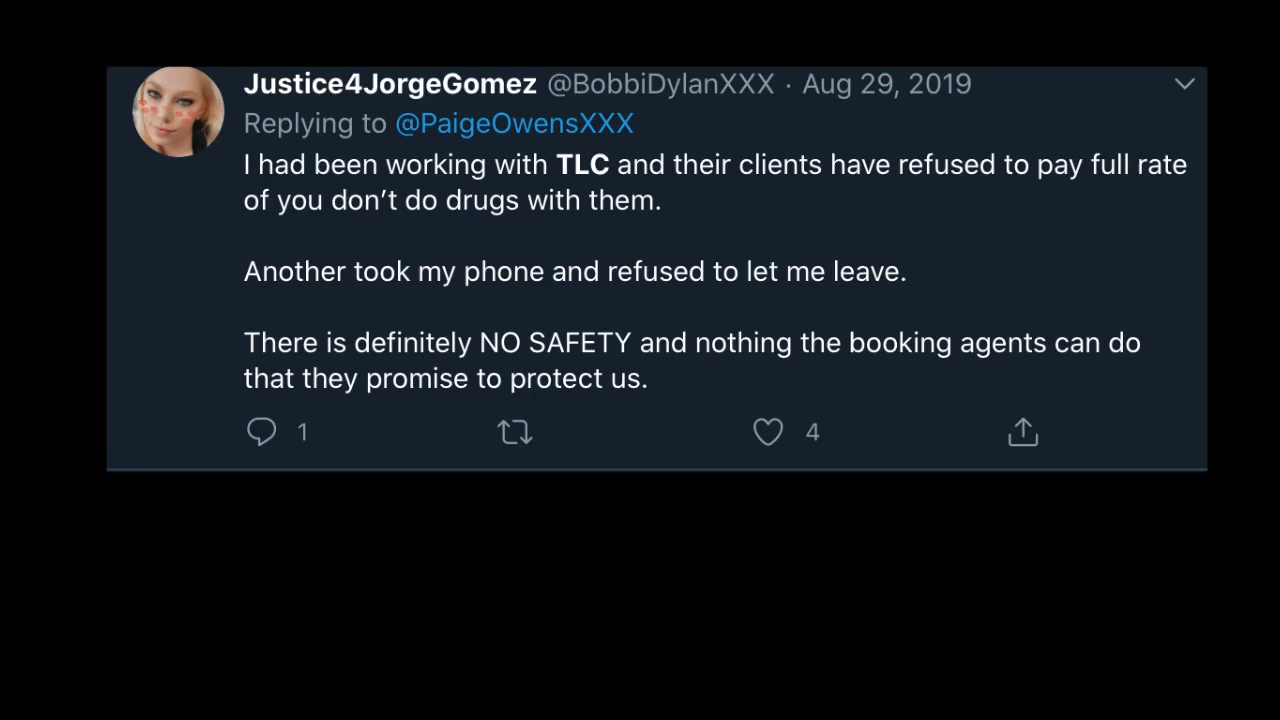 Justice4JorgeGomez @BobbiDylanXXX · Aug 29, 2019
Replying to @PaigeOwensXXX
I had been working with TLC and their clients have refused to pay full rate
of you don’t do drugs with them.
Another took my phone and refused to let me leave.
There is definitely NO SAFETY and nothing the booking agents can do
that they promise to protect us.
1 4